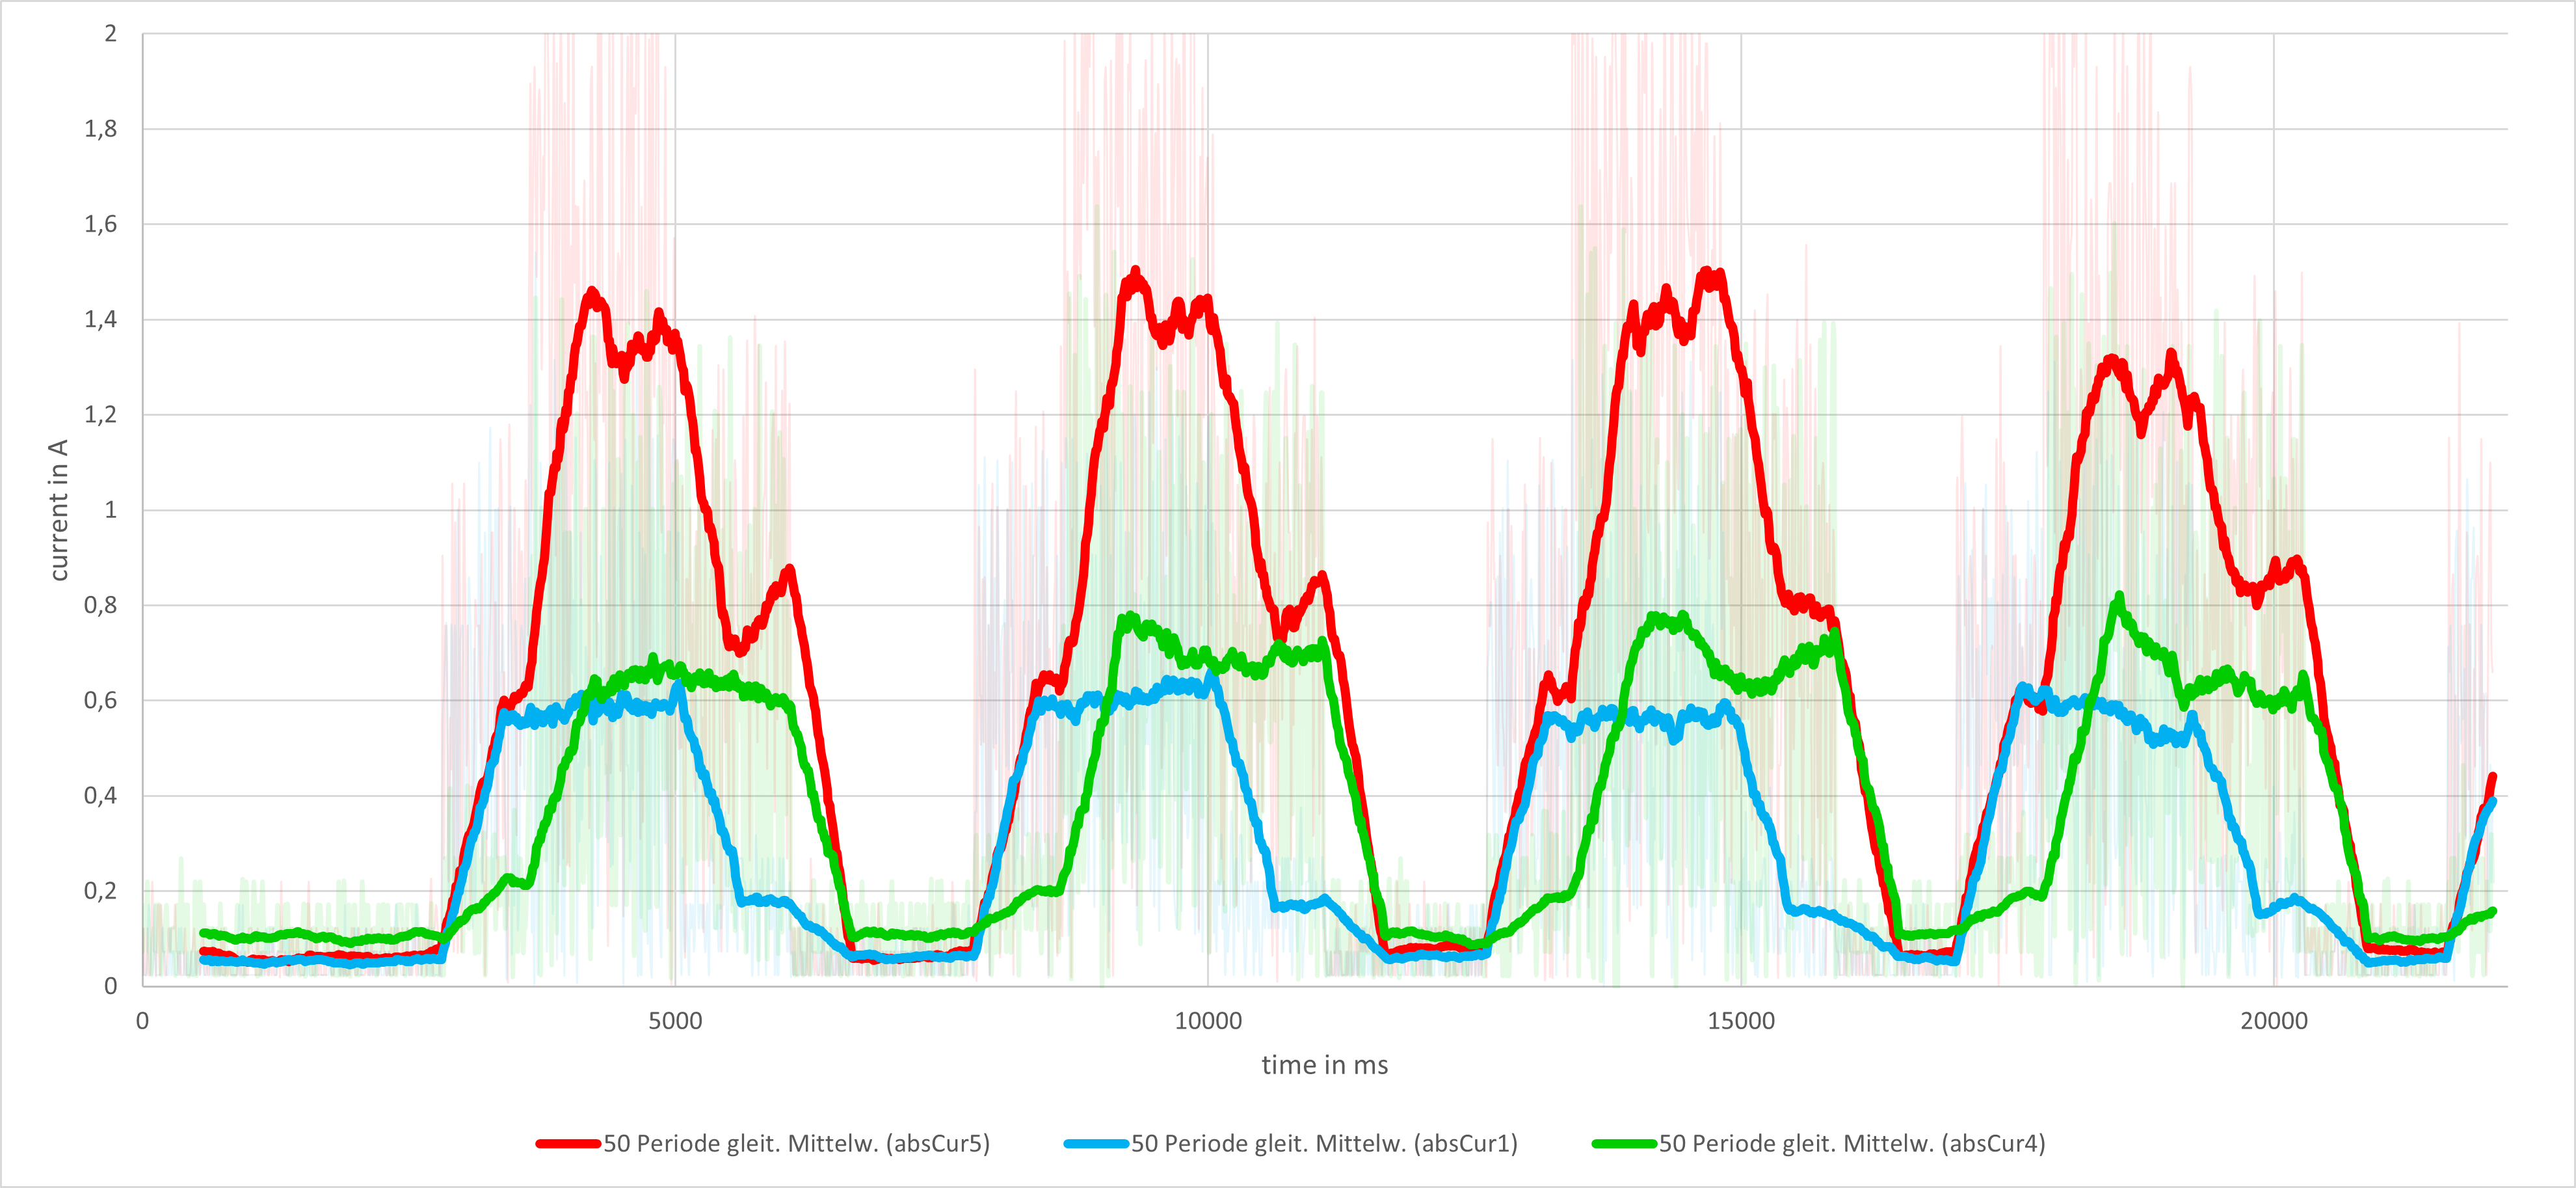 2
1,8
1,6
1,4
1,2
1
0,8
0,6
0,4
0,2
0
current in A
0 5000 10000 15000 20000
time in ms
50 Periode gleit. Mittelw. (absCur5) 50 Periode gleit. Mittelw. (absCur1) 50 Periode gleit. Mittelw. (absCur4)